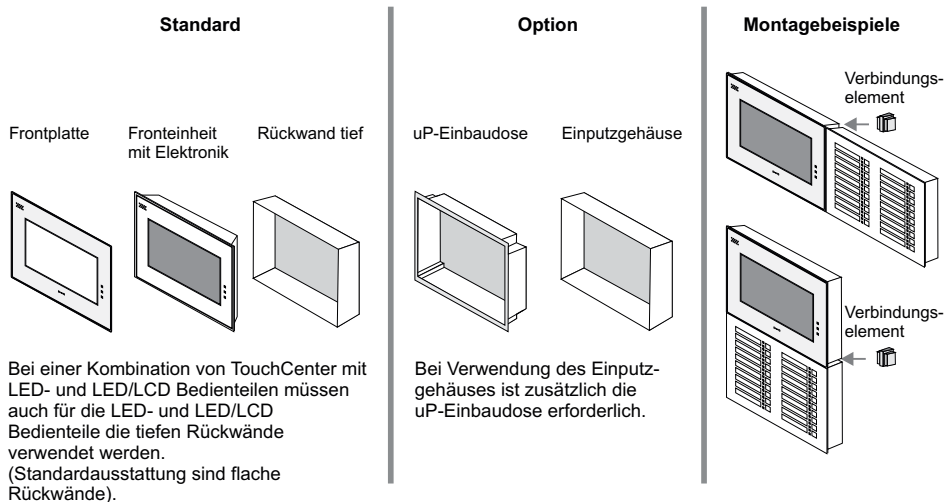 Standard
Frontplatte
Fronteinheit
mit Elektronik
Rückwand tief
Bei einer Kombination von TouchCenter mit
LED- und LED/LCD Bedienteilen müssen
auch für die LED- und LED/LCD
Bedienteile die tiefen Rückwände
verwendet werden.
(Standardausstattung sind flache
Rückwände).
Option
uP-Einbaudose
Einputzgehäuse
Bei Verwendung des Einputz-
gehäuses ist zusätzlich die
uP-Einbaudose erforderlich.
Montagebeispiele
Verbindungs-
element
Verbindungs-
element